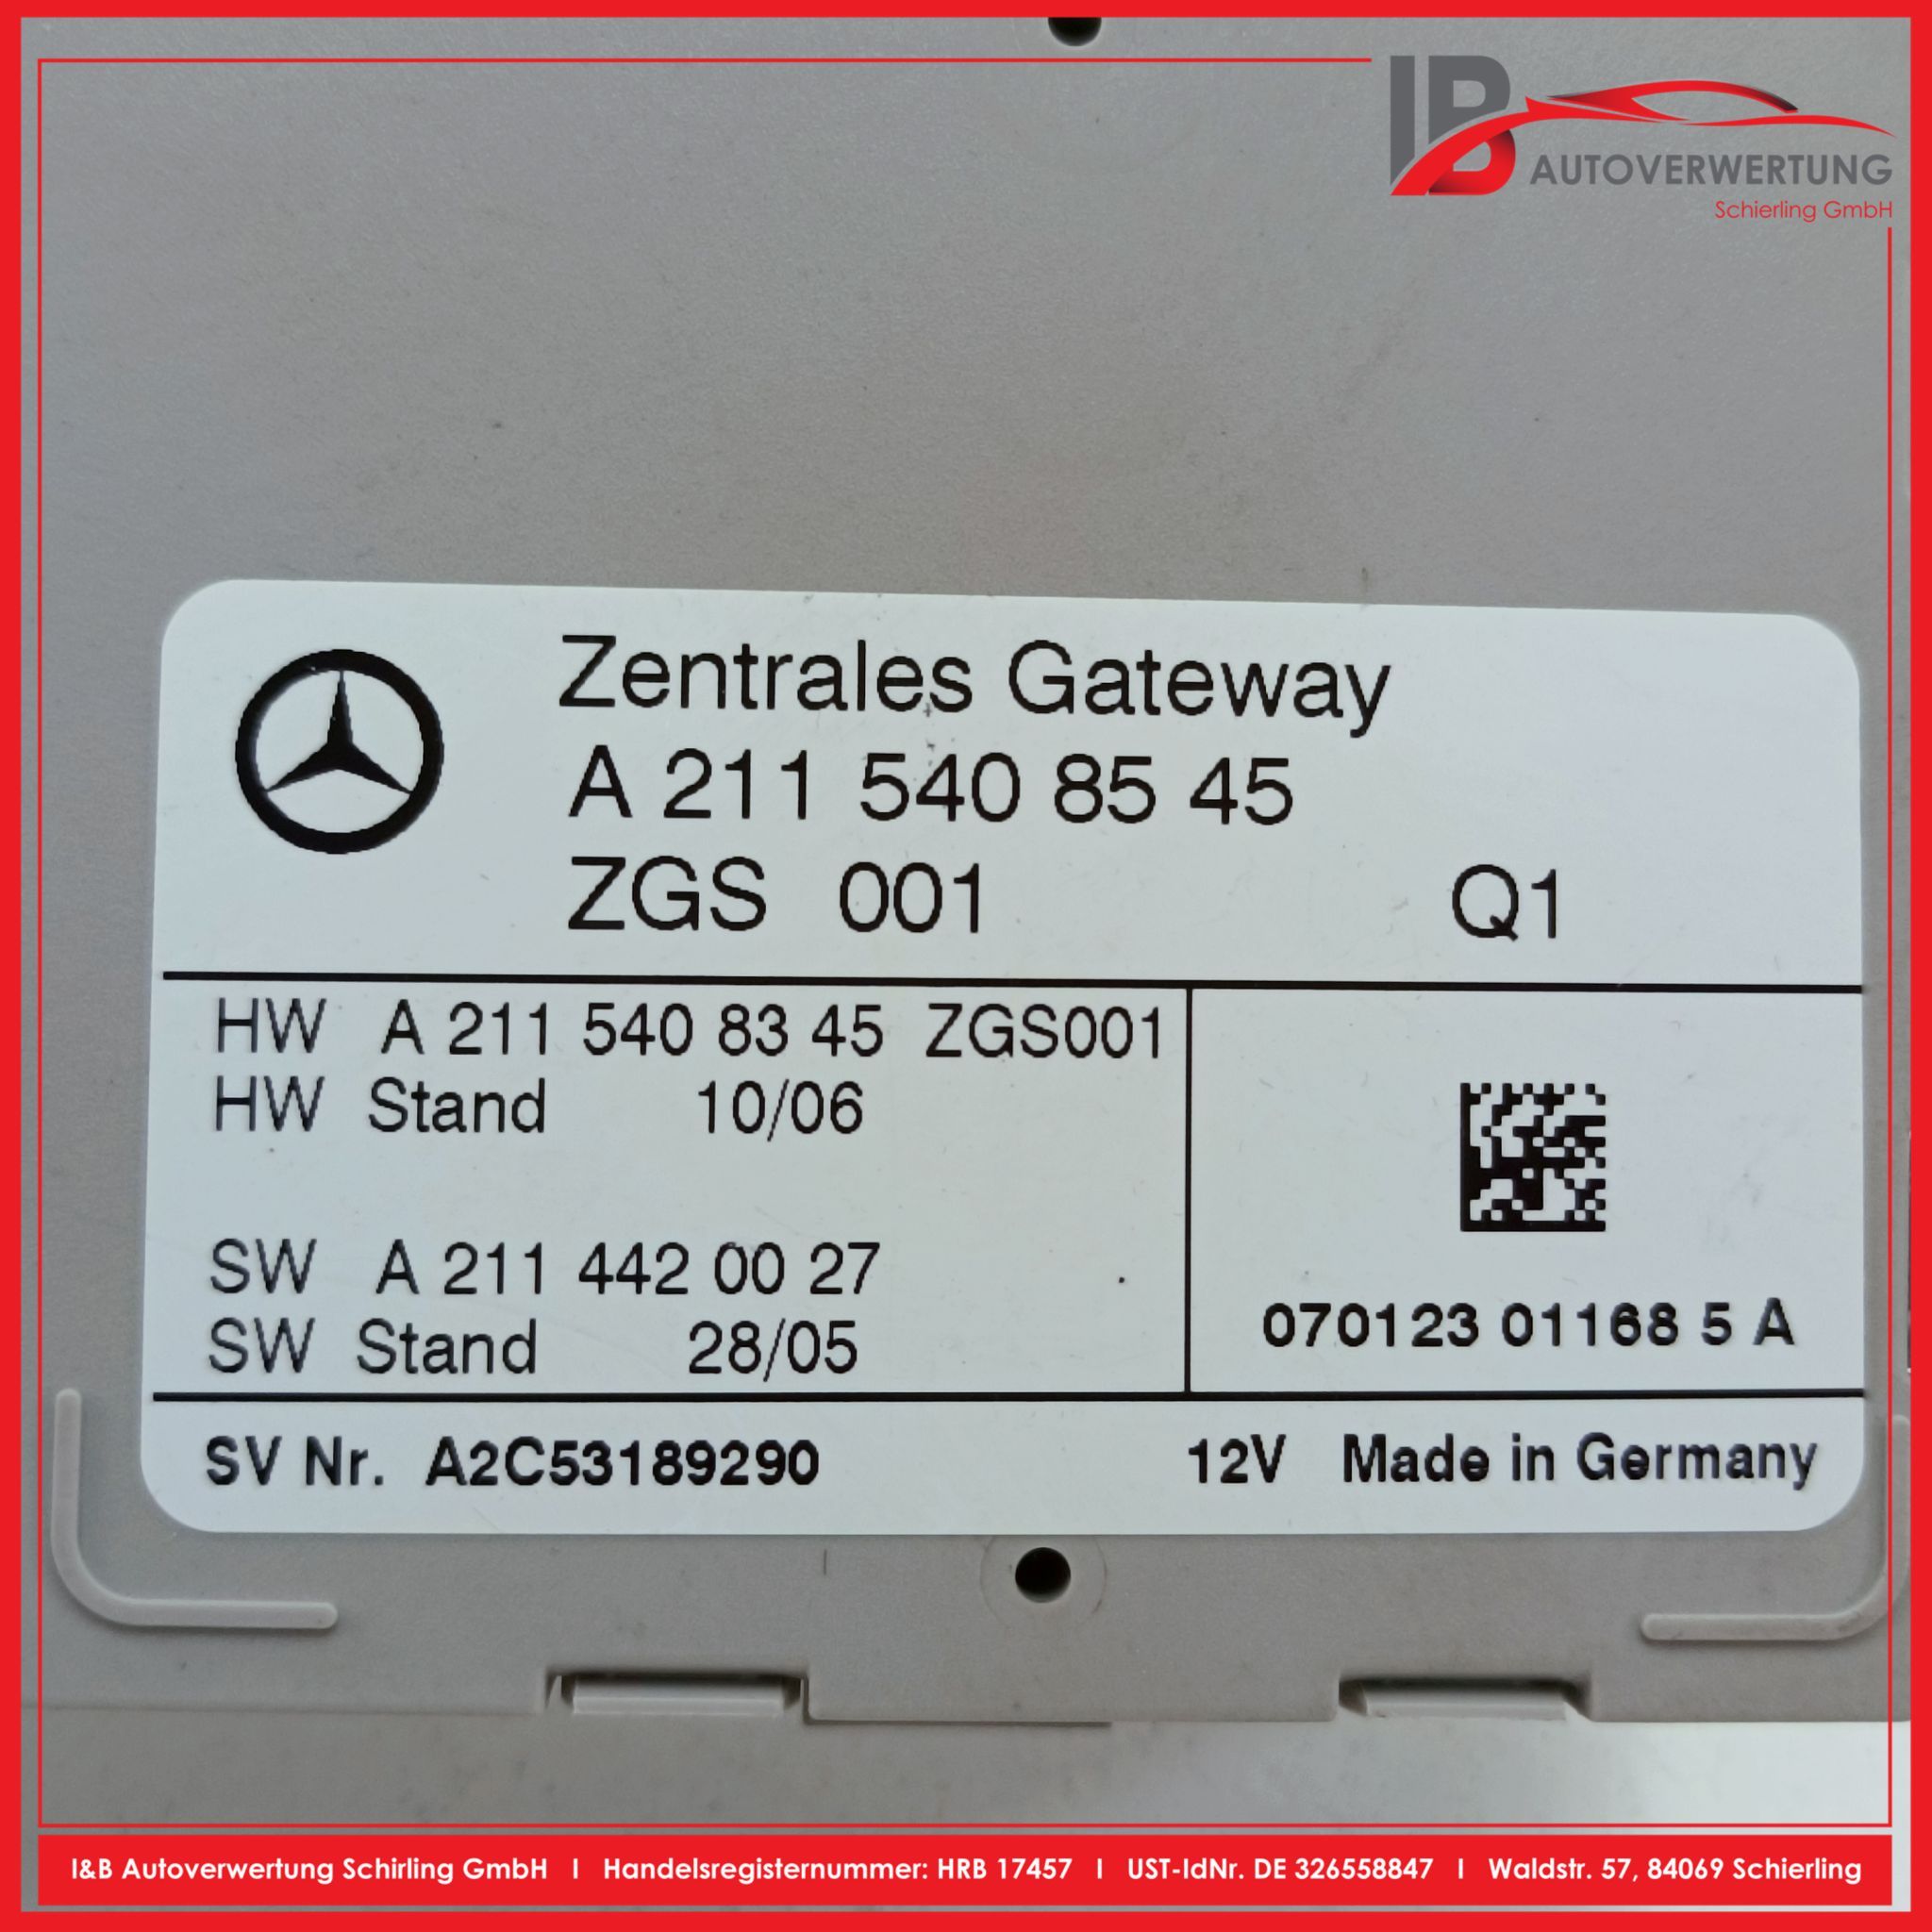 IB
AUTOVERWERTUNG
Schierling GmbH
Zentrales Gateway
A 211 540 85 45
ZGS 001 Q1
HW A 211 540 83 45 ZGS001
HW Stand 10/06
SW A 211 442 00 27
SW Stand 28/05
070123 01168 5 A
SV Nr. A2C53189290 12V Made in Germany
I&B Autoverwertung Schirling GmbH I Handelsregisternummer: HRB 17457 I UST-IdNr. DE 326558847 I Waldstr. 57, 84069 Schierling